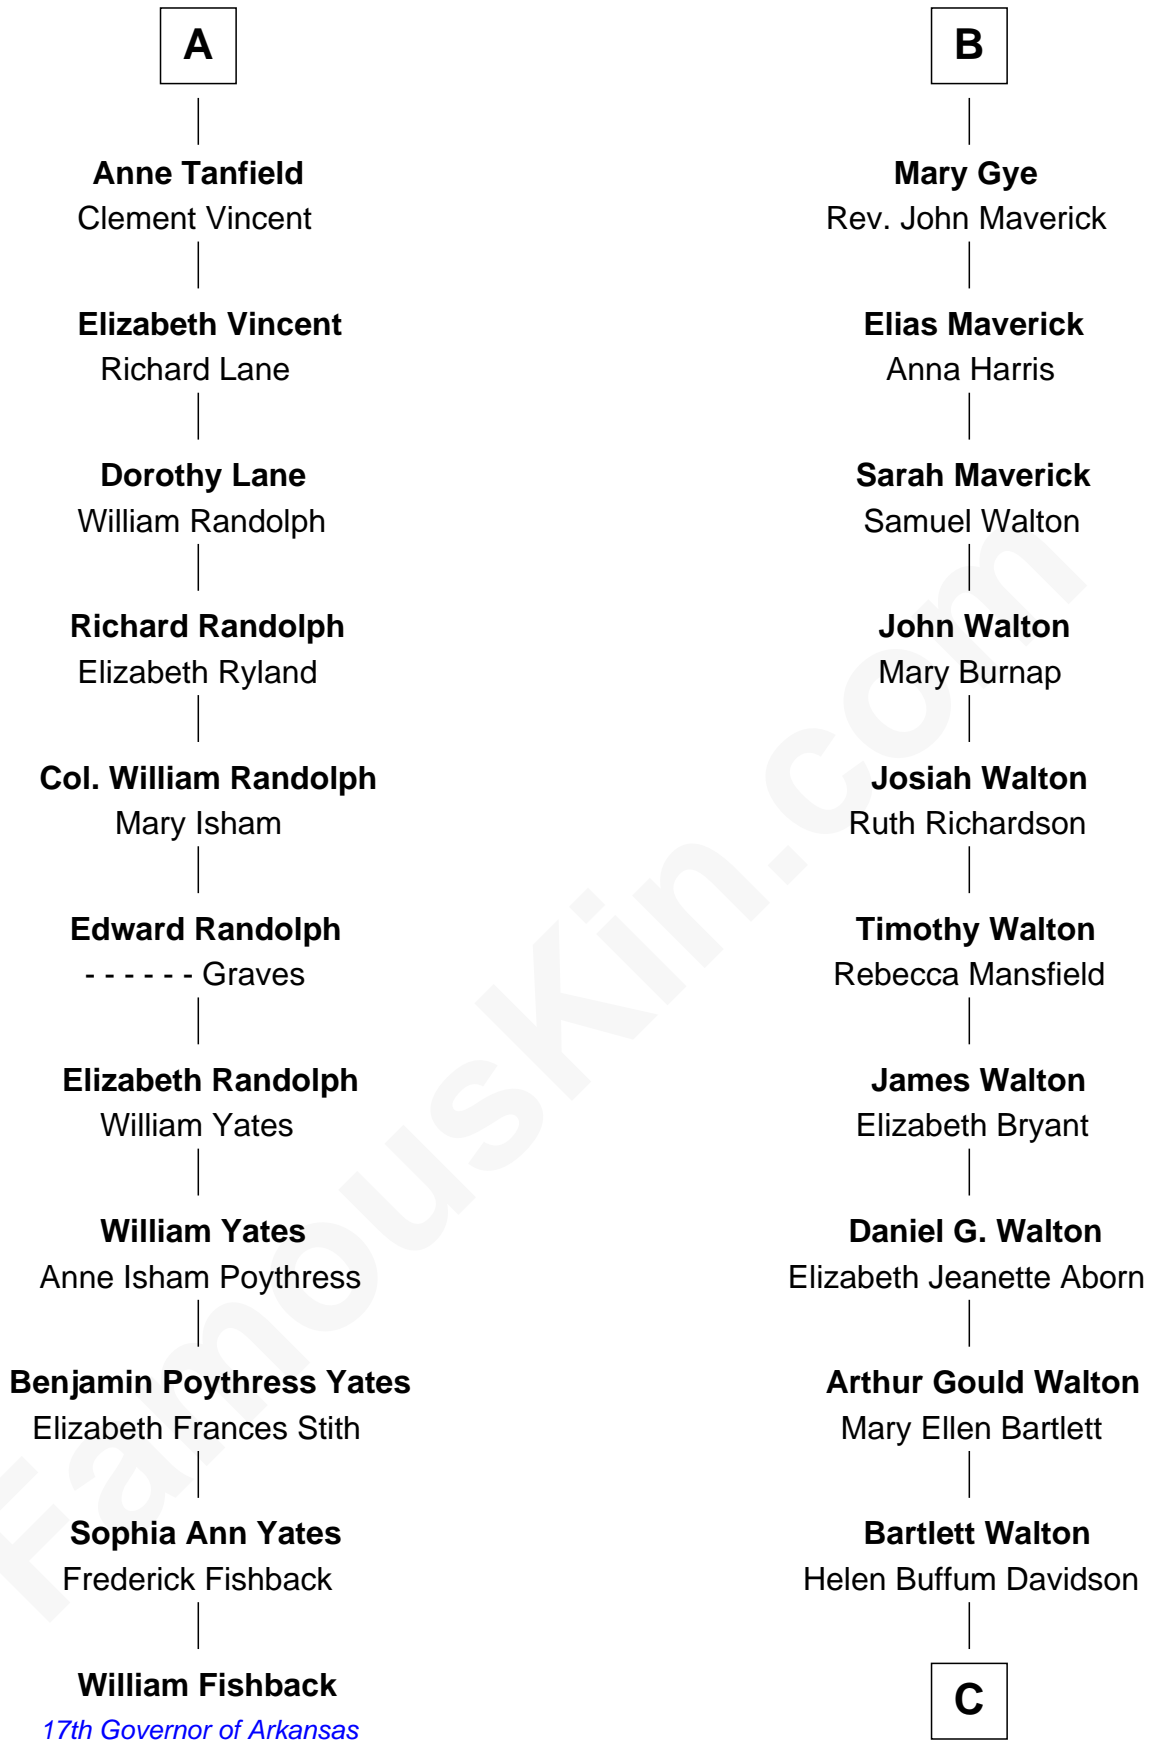 A
Anne Tanfield
Clement Vincent
Elizabeth Vincent
Richard Lane
Dorothy Lane
William Randolph
Richard Randolph
Elizabeth Ryland
Col. William Randolph
Mary Isham
Edward Randolph
- - - - - - Graves
Elizabeth Randolph
William Yates
William Yates
Anne Isham Poythress
Benjamin Poythress Yates
Elizabeth Frances Stith
Sophia Ann Yates
Frederick Fishback
William Fishback
17th Governor of Arkansas
B
Mary Gye
Rev. John Maverick
Elias Maverick
Anna Harris
Sarah Maverick
Samuel Walton
John Walton
Mary Burnap
Josiah Walton
Ruth Richardson
Timothy Walton
Rebecca Mansfield
James Walton
Elizabeth Bryant
Daniel G. Walton
Elizabeth Jeanette Aborn
Arthur Gould Walton
Mary Ellen Bartlett
Bartlett Walton
Helen Buffum Davidson
C
FamousKin.com